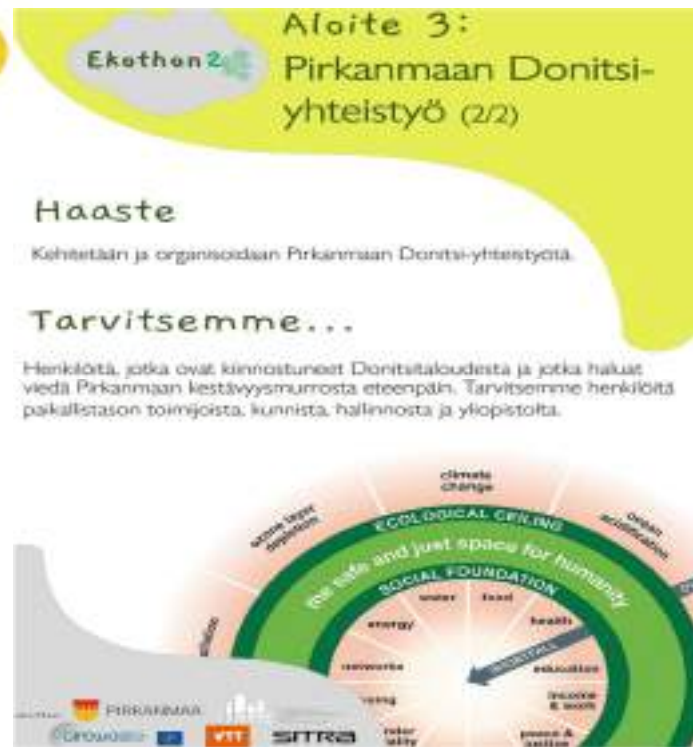 Ekothon2
Aloite 3:
Pirkanmaan Donitsi-
yhteistyö (2/2)
Haaste
Kehitetään ja organisoidaan Pirkanmaan Donitsi-yhteistyötä.
Tarvitsemme...
Henkilöitä, jotka ovat kiinnostuneet Donitsitaloudesta ja jotka haluat
viedä Pirkanmaan kestävyysmurrosta eteenpäin. Tarvitsemme henkilöitä
paikallistason toimijoista, kunnista, hallinnosta ja yliopistolta.
climate
change
ozone layer
depletion
ocean
acidification
ECOLOGICAL CEILING
the safe and just space for humanity
SOCIAL FOUNDATION
water
food
energy
health
SHORTFALL
networks
education
income
& work
peace &
PIRKANMAA
VTT
SITRA